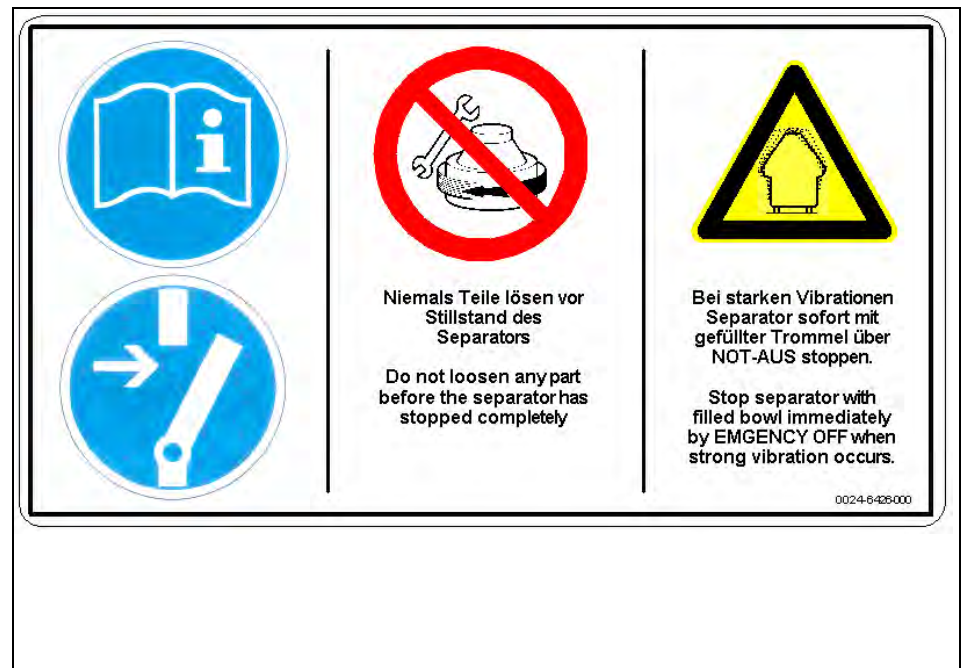 Niemals Teile lösen vor
Stillstand des
Separators
Do not loosen any part
before the separator has
stopped completely
Bei starken Vibrationen
Separator sofort mit
gefüllter Trommel über
NOT-AUS stoppen.
Stop separator with
filled bowl immediately
by EMGENCY OFF when
strong vibration occurs.
0024-6426-000